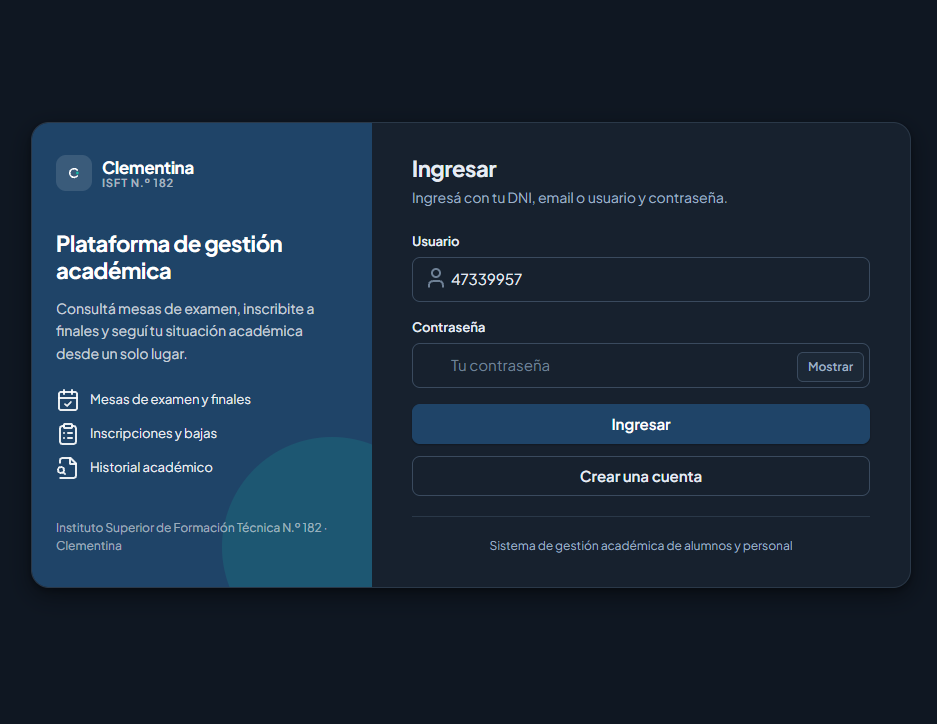 C
Clementina
ISFT N.º 182
Plataforma de gestión
académica
Consultá mesas de examen, inscribite a
finales y seguí tu situación académica
desde un solo lugar.
Mesas de examen y finales
Inscripciones y bajas
Historial académico
Instituto Superior de Formación Técnica N.º 182 ·
Clementina
Ingresar
Ingresá con tu DNI, email o usuario y contraseña.
Usuario
47339957
Contraseña
Tu contraseña
Mostrar
Ingresar
Crear una cuenta
Sistema de gestión académica de alumnos y personal